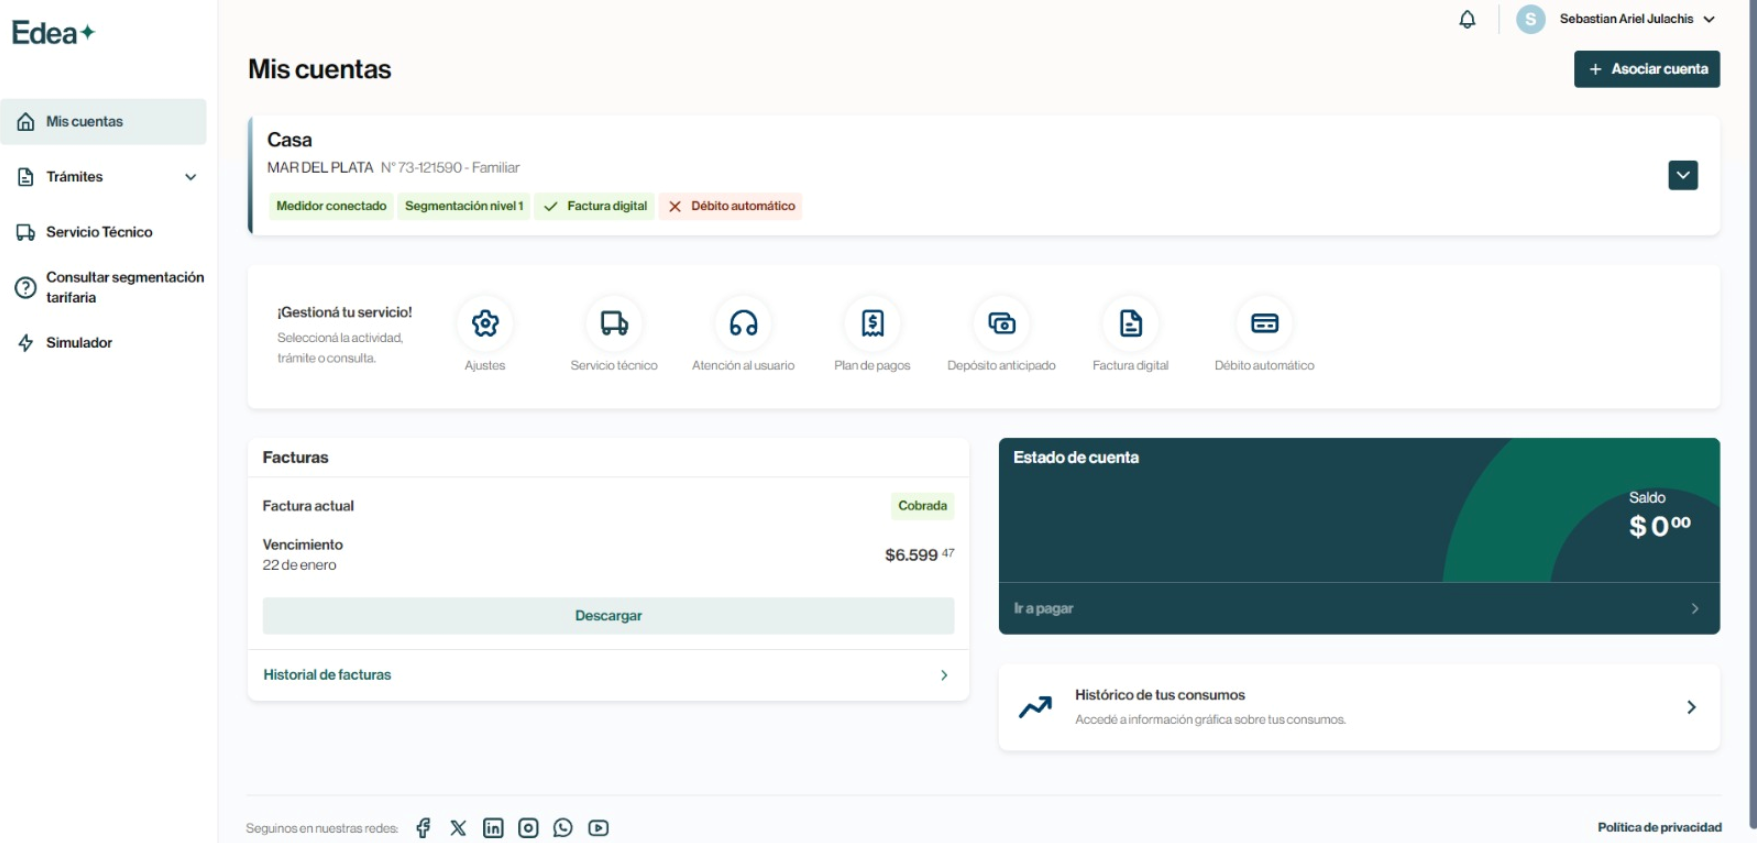 Edea
Mis cuentas
Trámites
Servicio Técnico
Consultar segmentación
tarifaria
Simulador
S
Sebastian Ariel Julachis
Mis cuentas
+ Asociar cuenta
Casa
MAR DEL PLATA N° 73-121590 - Familiar
Medidor conectado Segmentación nivel 1 Factura digital Débito automático
¡Gestioná tu servicio!
Seleccioná la actividad,
trámite o consulta.
Ajustes
Servicio técnico
Atención al usuario
Plan de pagos
Depósito anticipado
Factura digital
Débito automático
Facturas
Factura actual
Cobrada
Vencimiento
22 de enero
$6.599 47
Descargar
Historial de facturas
Estado de cuenta
Saldo
$ 0 00
Ir a pagar
Histórico de tus consumos
Accedé a información gráfica sobre tus consumos.
Seguinos en nuestras redes:
Política de privacidad